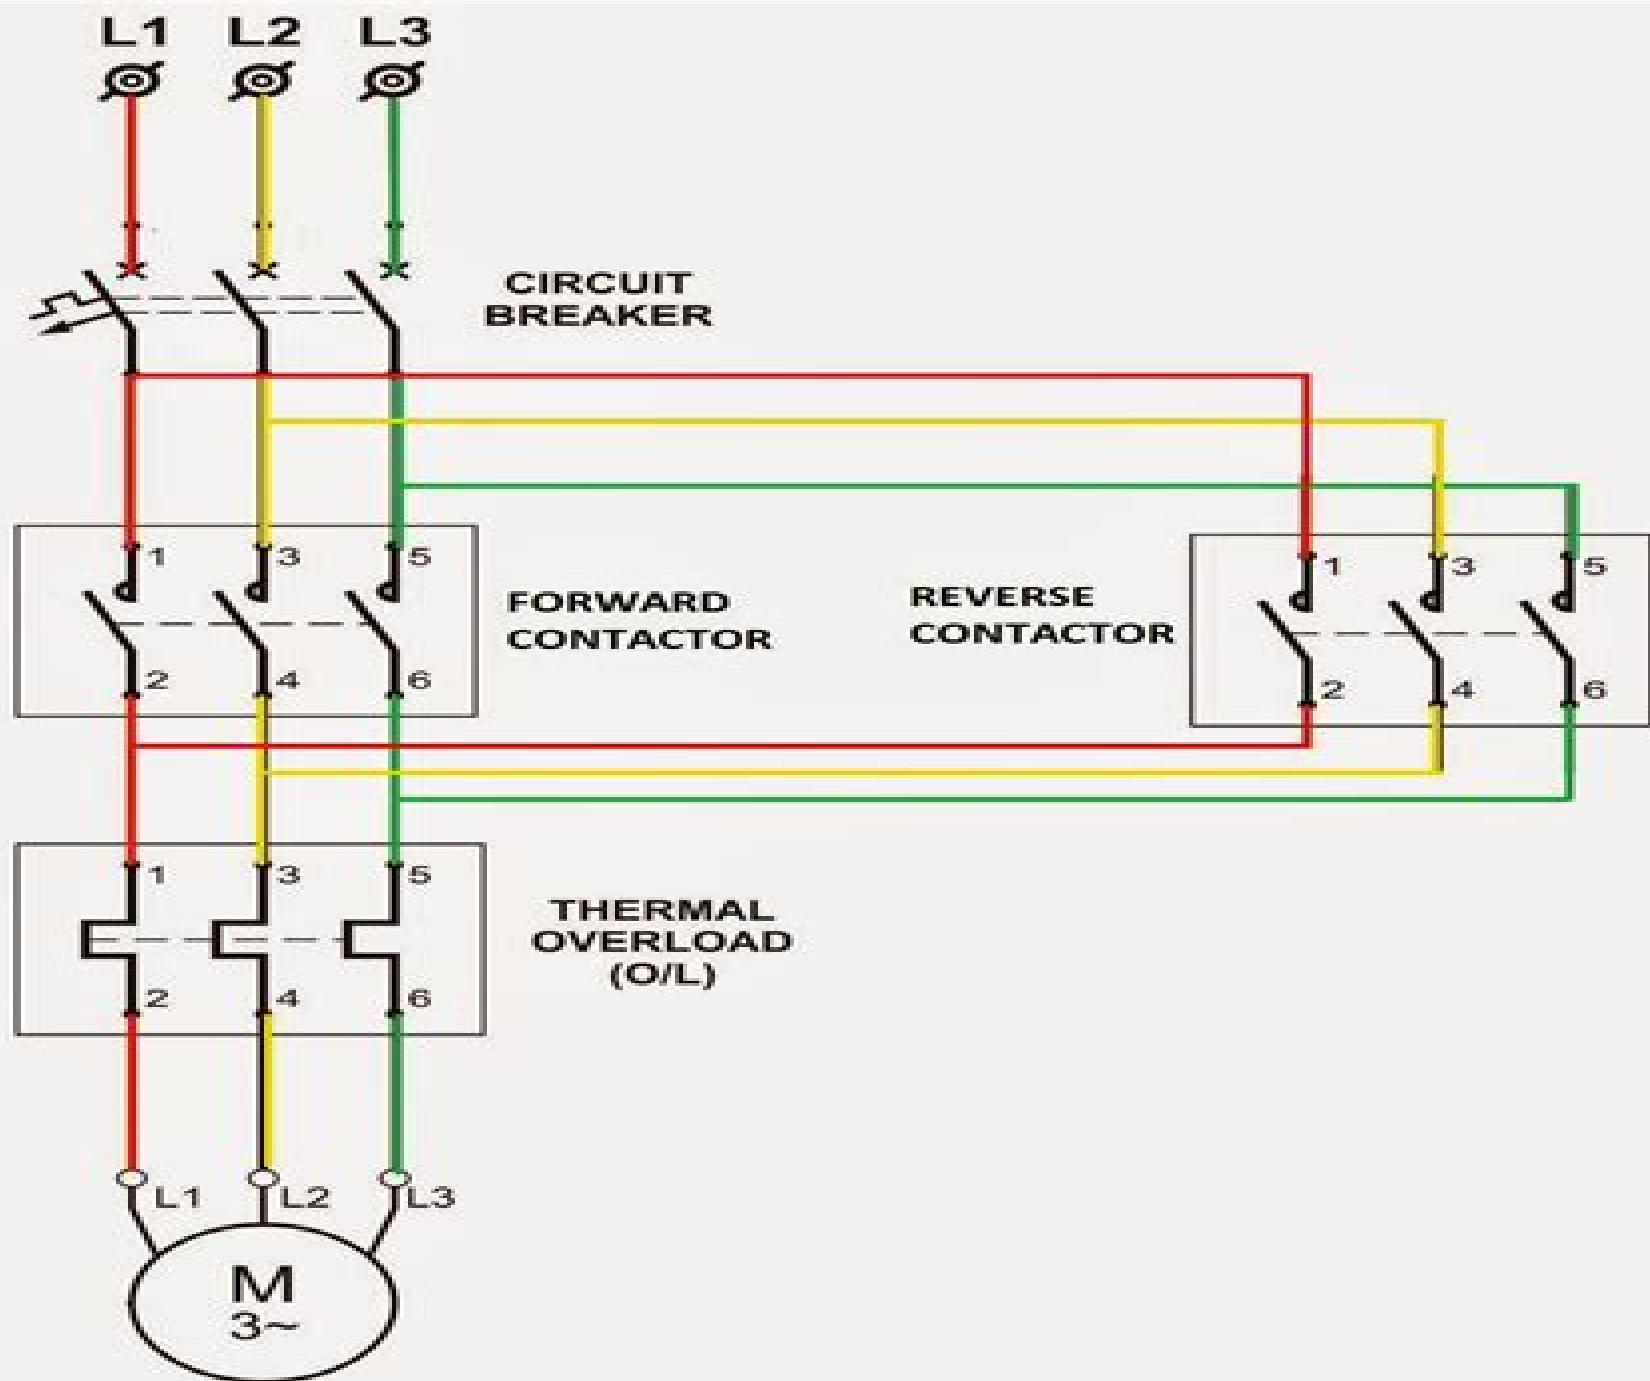 L1 L2 L3
CIRCUIT
BREAKER
1 3 5
FORWARD
CONTACTOR
2 4 6
REVERSE
CONTACTOR
1 3 5
2 4 6
1 3 5
THERMAL
OVERLOAD
(O/L)
2 4 6
L1 L2 L3
M
3~